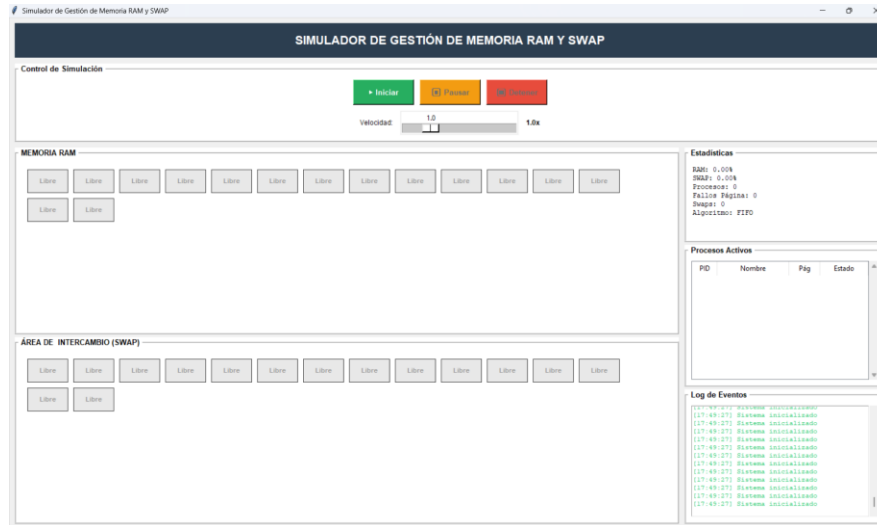 Simulador de Gestión de Memoria RAM y SWAP
SIMULADOR DE GESTIÓN DE MEMORIA RAM Y SWAP
Control de Simulación
Iniciar
Pausar
Velocidad:
1.0
1.0x
MEMORIA RAM
Libre Libre Libre Libre Libre Libre Libre Libre Libre Libre Libre Libre Libre
Libre Libre
ÁREA DE INTERCAMBIO (SWAP)
Libre Libre Libre Libre Libre Libre Libre Libre Libre Libre Libre Libre Libre
Libre Libre
Estadísticas
RAM: 0.00%
SWAP: 0.00%
Procesos: 0
Fallos Página: 0
Swaps: 0
Algoritmo: FIFO
Procesos Activos
PID Nombre Pág Estado
Log de Eventos
[17:49:27] Sistema inicializado
[17:49:27] Sistema inicializado
[17:49:27] Sistema inicializado
[17:49:27] Sistema inicializado
[17:49:27] Sistema inicializado
[17:49:27] Sistema inicializado
[17:49:27] Sistema inicializado
[17:49:27] Sistema inicializado
[17:49:27] Sistema inicializado
[17:49:27] Sistema inicializado
[17:49:27] Sistema inicializado
[17:49:27] Sistema inicializado
[17:49:27] Sistema inicializado